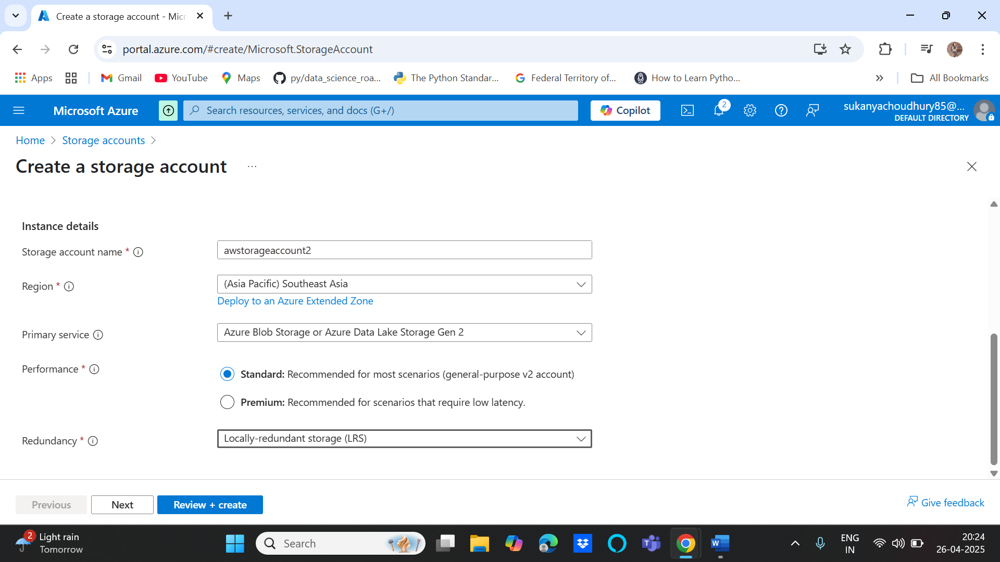 Create a storage account - Micr
portal.azure.com/#create/Microsoft.StorageAccount
Apps
Gmail
YouTube
Maps
py/data_science_roa...
The Python Standar...
Federal Territory of...
How to Learn Pytho...
All Bookmarks
Microsoft Azure
Search resources, services, and docs (G+/)
Copilot
2
sukanyachoudhury85@...
DEFAULT DIRECTORY
Home > Storage accounts >
Create a storage account ...
Instance details
Storage account name *
awstorageaccount2
Region *
(Asia Pacific) Southeast Asia
Deploy to an Azure Extended Zone
Primary service
Azure Blob Storage or Azure Data Lake Storage Gen 2
Performance *
Standard: Recommended for most scenarios (general-purpose v2 account)
Premium: Recommended for scenarios that require low latency.
Redundancy *
Locally-redundant storage (LRS)
Previous
Next
Review + create
Give feedback
2
Light rain
Tomorrow
Search
ENG
IN
20:24
26-04-2025